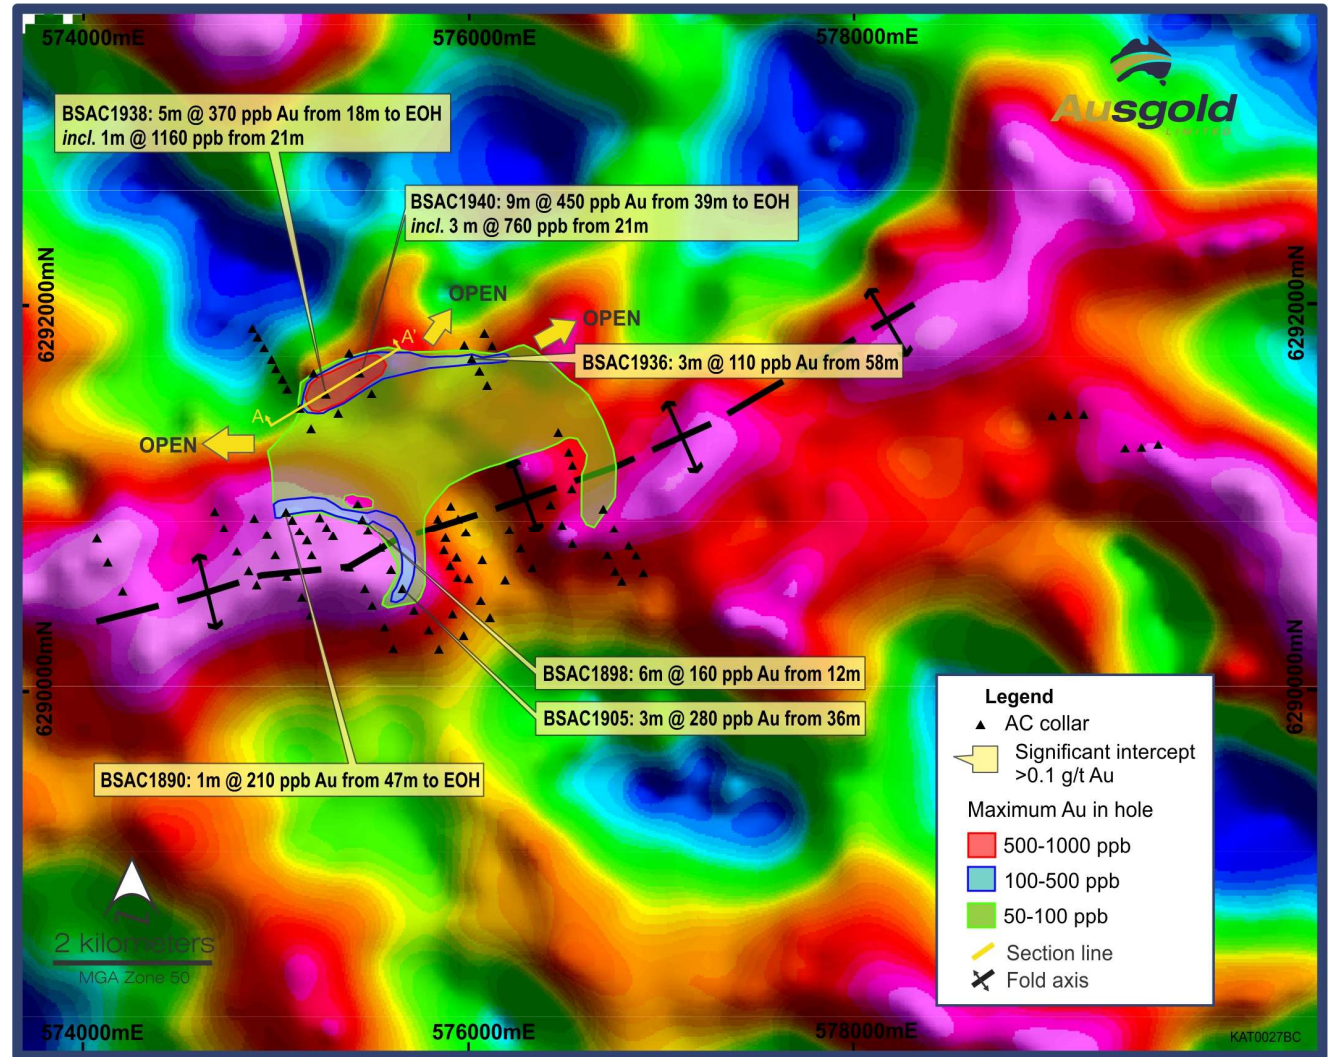 574000mE
576000mE
578000mE
Ausgold
LIMITED
BSAC1938: 5m @ 370 ppb Au from 18m to EOH
incl. 1m @ 1160 ppb from 21m
BSAC1940: 9m @ 450 ppb Au from 39m to EOH
incl. 3 m @ 760 ppb from 21m
6292000mN
6292000mN
OPEN
OPEN
A'
BSAC1936: 3m @ 110 ppb Au from 58m
A
OPEN
6290000mN
6290000mN
BSAC1898: 6m @ 160 ppb Au from 12m
BSAC1905: 3m @ 280 ppb Au from 36m
BSAC1890: 1m @ 210 ppb Au from 47m to EOH
Legend
AC collar
Significant intercept
>0.1 g/t Au
Maximum Au in hole
500-1000 ppb
100-500 ppb
50-100 ppb
Section line
Fold axis
2 kilometers
MGA Zone 50
574000mE
576000mE
578000mE
KAT0027BC